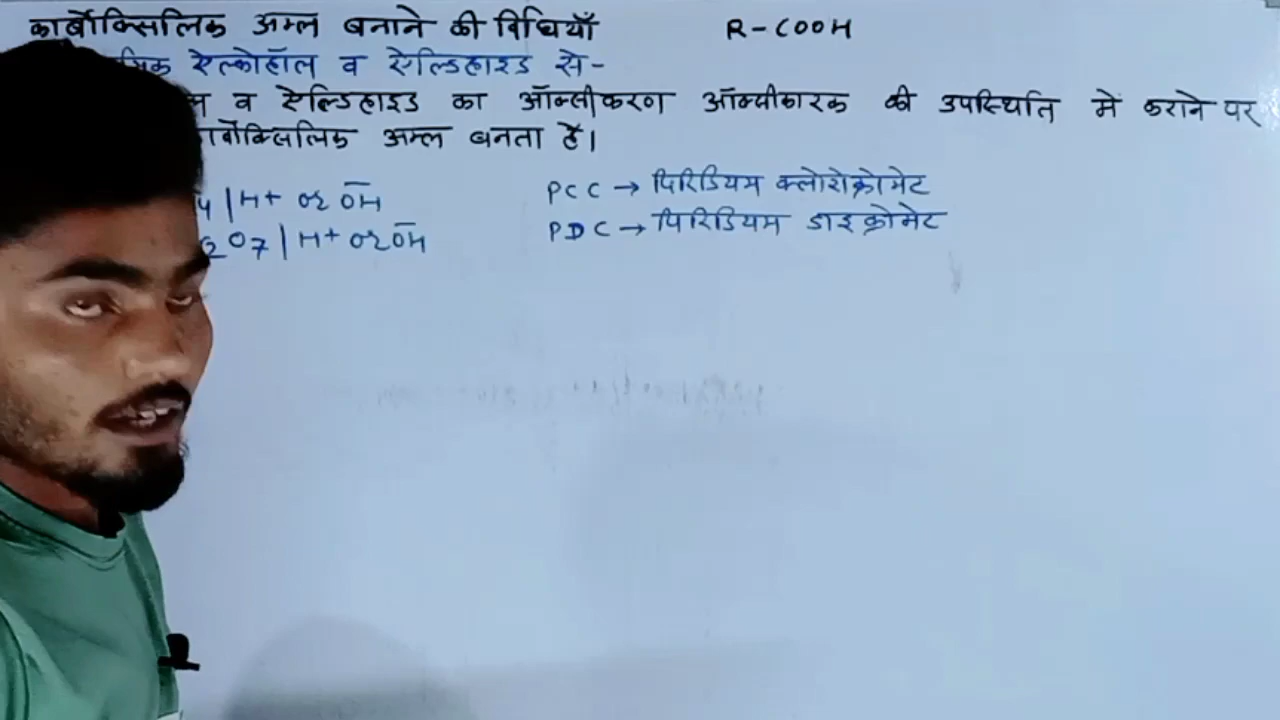 कार्बोक्सिलिक अम्ल बनाने की विधियाँ R-COOH
ऐल्कोहॉल व ऐल्डिहाइड से-
व ऐल्डिहाइड का ऑक्सीकरण ऑक्सीकारक की उपस्थिति में कराने पर
अम्ल बनता है।
| H+ or OH̅ PCC → पिरिडियम क्लोरोक्रोमेट
2O7 | H+ or OH̅ PDC → पिरिडियम डाइक्रोमेट